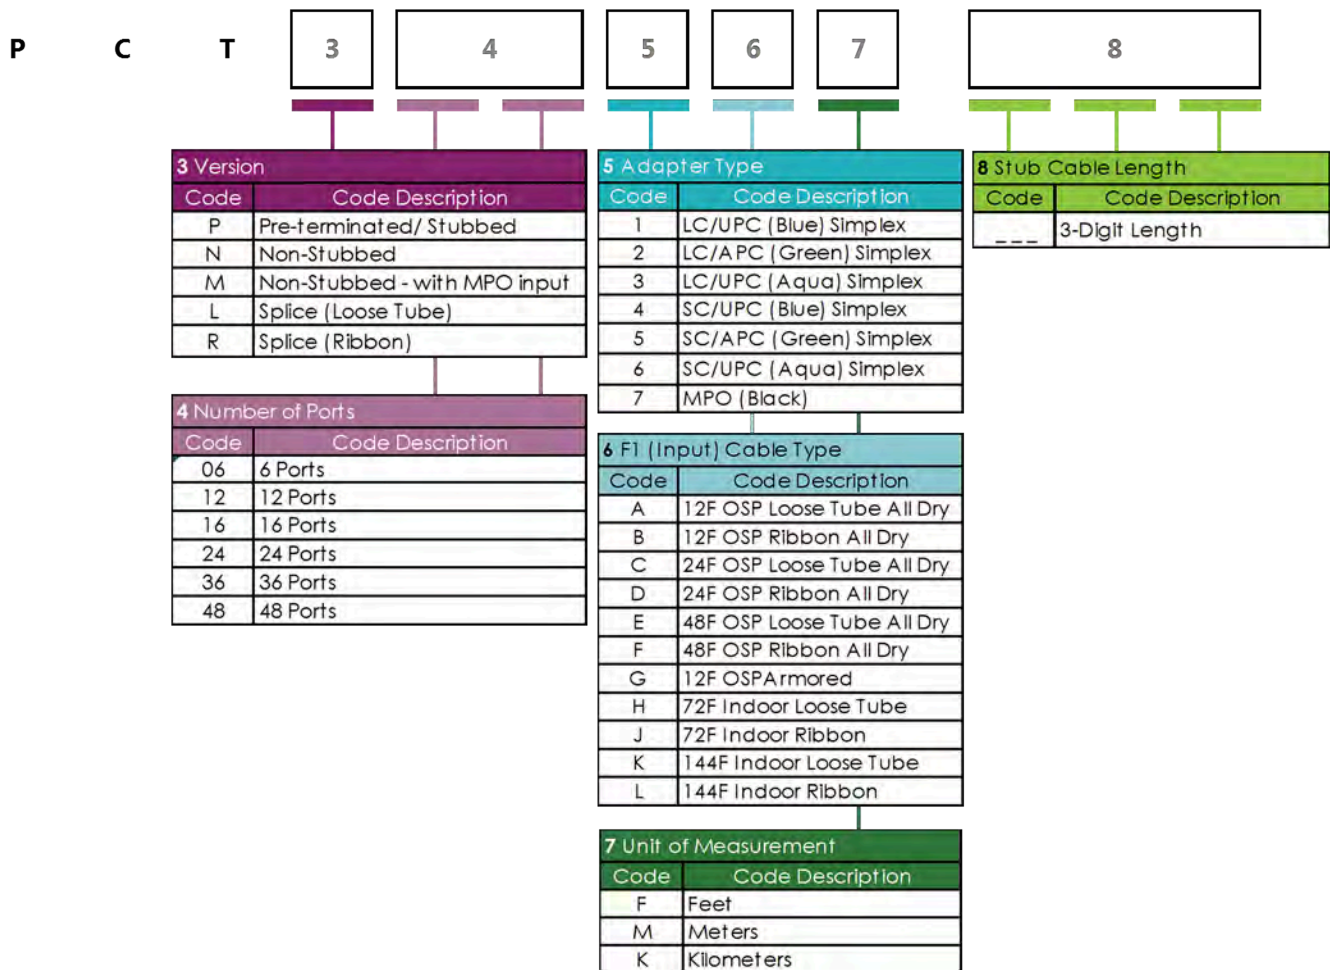 P C T 3 4 5 6 7 8
3 Version
Code Code Description
P Pre-terminated/ Stubbed
N Non-Stubbed
M Non-Stubbed - with MPO input
L Splice (Loose Tube)
R Splice (Ribbon)
4 Number of Ports
Code Code Description
06 6 Ports
12 12 Ports
16 16 Ports
24 24 Ports
36 36 Ports
48 48 Ports
5 Adapter Type
Code Code Description
1 LC/UPC (Blue) Simplex
2 LC/APC (Green) Simplex
3 LC/UPC (Aqua) Simplex
4 SC/UPC (Blue) Simplex
5 SC/APC (Green) Simplex
6 SC/UPC (Aqua) Simplex
7 MPO (Black)
6 F1 (Input) Cable Type
Code Code Description
A 12F OSP Loose Tube All Dry
B 12F OSP Ribbon All Dry
C 24F OSP Loose Tube All Dry
D 24F OSP Ribbon All Dry
E 48F OSP Loose Tube All Dry
F 48F OSP Ribbon All Dry
G 12F OSPArmored
H 72F Indoor Loose Tube
J 72F Indoor Ribbon
K 144F Indoor Loose Tube
L 144F Indoor Ribbon
7 Unit of Measurement
Code Code Description
F Feet
M Meters
K Kilometers
8 Stub Cable Length
Code Code Description
_ _ _ 3-Digit Length